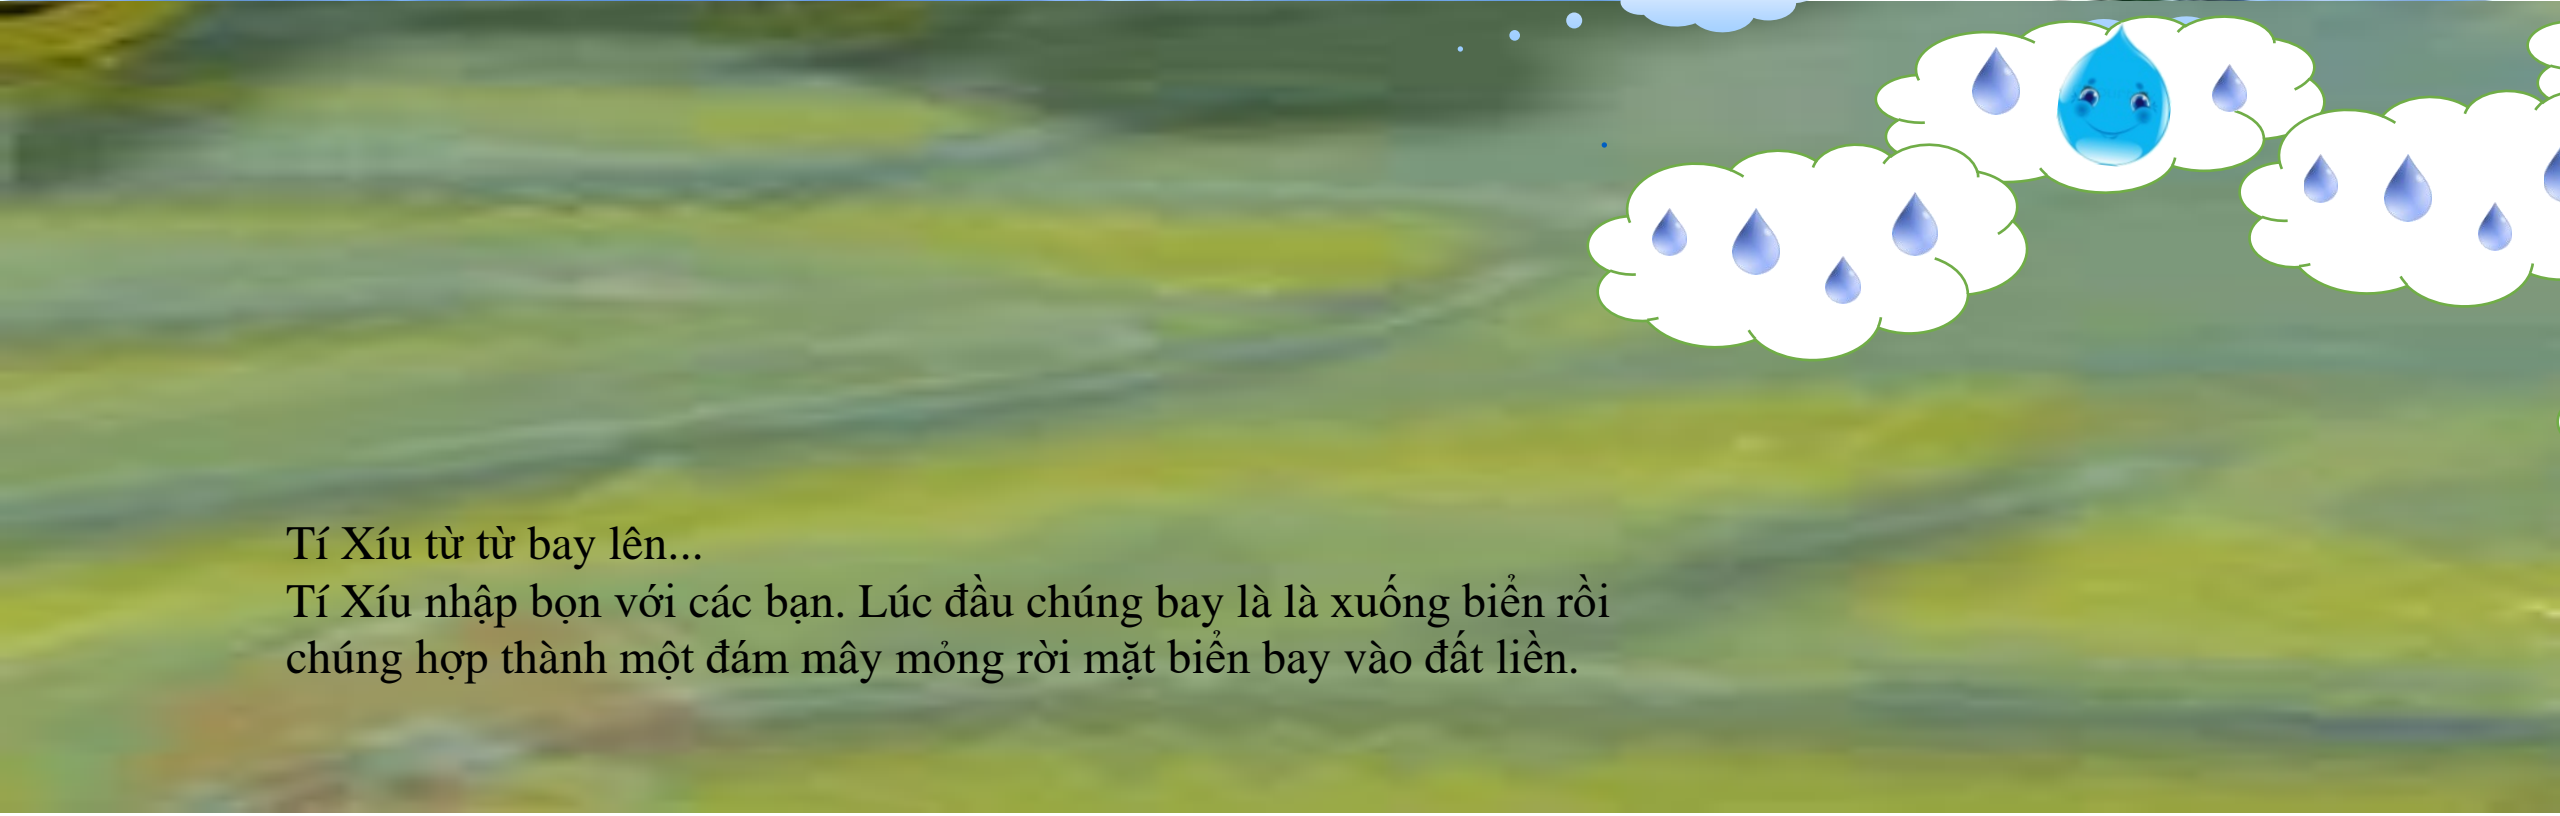 Tí Xíu từ từ bay lên...
Tí Xíu nhập bọn với các bạn. Lúc đầu chúng bay là là xuống biển rồi
chúng hợp thành một đám mây mỏng rời mặt biển bay vào đất liền.